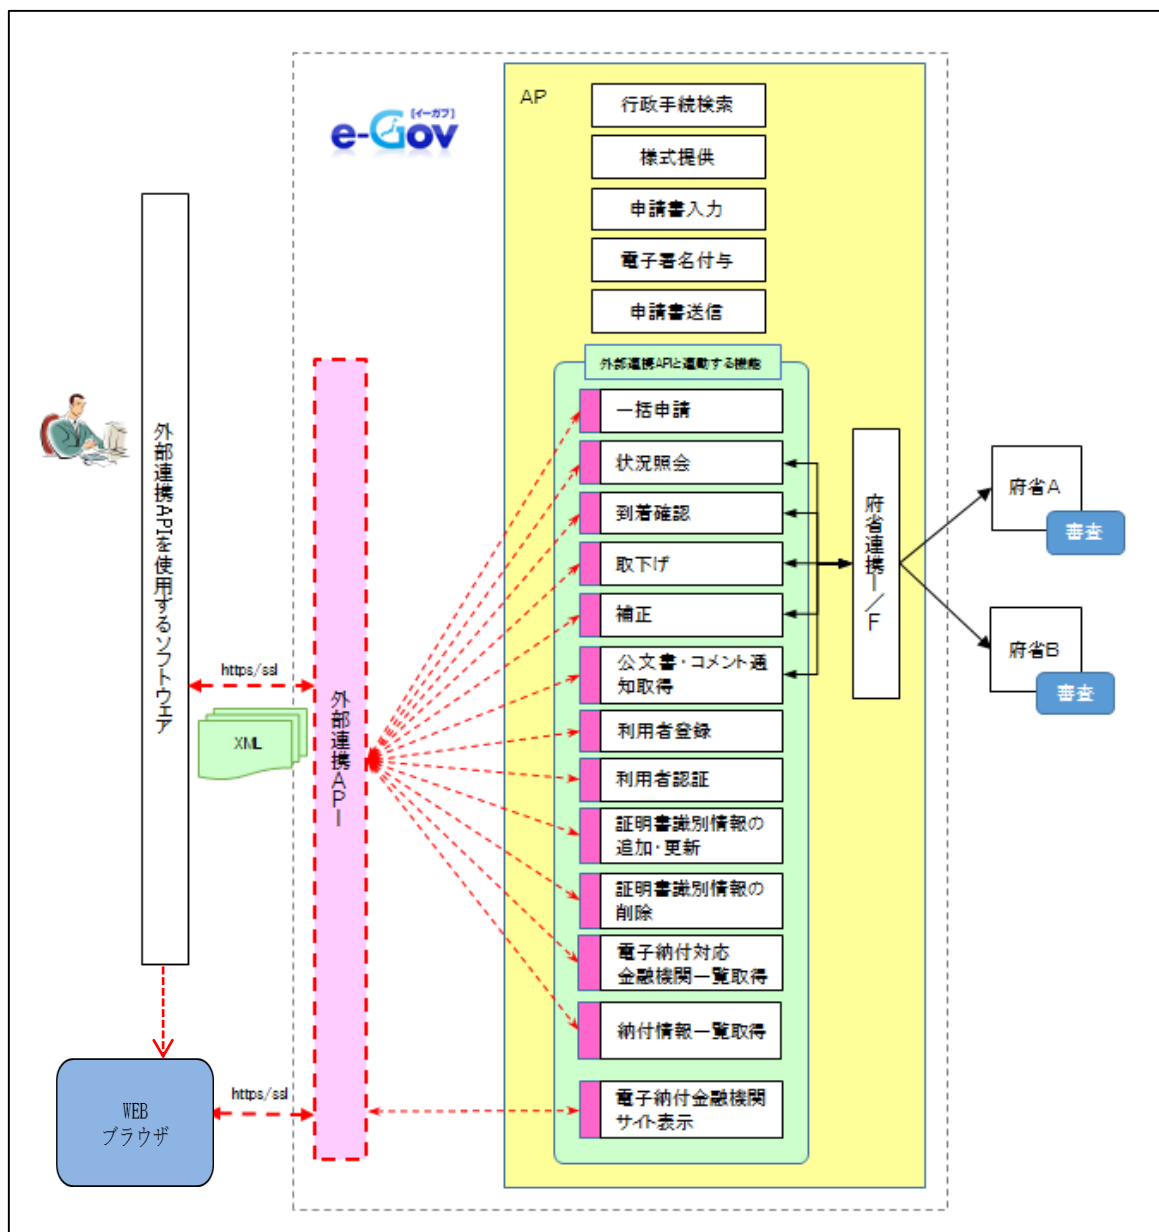 AP
[イーガブ]
e-Gov
行政手続検索
様式提供
申請書入力
電子署名付与
申請書送信
外部連携APIと連動する機能
一括申請
状況照会
到着確認
取下げ
補正
公文書・コメント通
知取得
利用者登録
利用者認証
証明書識別情報の
追加・更新
証明書識別情報の
削除
電子納付対応
金融機関一覧取得
納付情報一覧取得
電子納付金融機関
サイト表示
外部連携APIを使用するソフトウェア
https/ssl
XML
外部連携API
府省連携I/F
府省A
審査
府省B
審査
WEB
ブラウザ
https/ssl